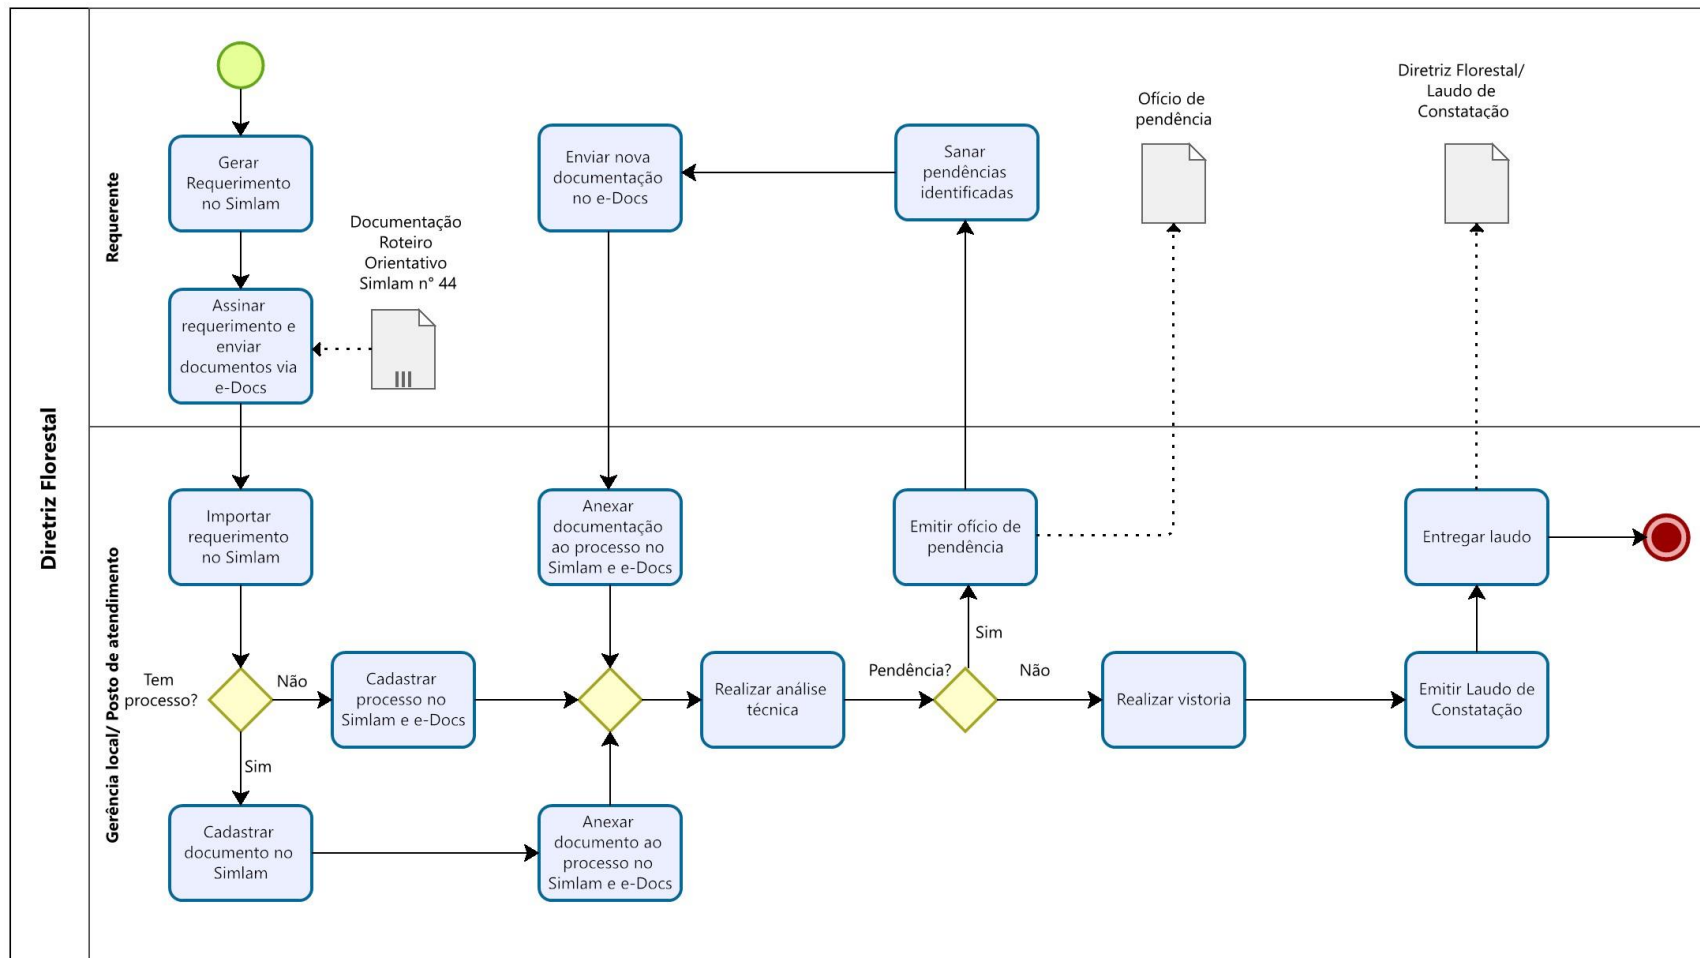 Diretriz Florestal
Requerente
Gerar
Requerimento
no Simlam
Documentação
Roteiro
Orientativo
Simlam n° 44
Assinar
requerimento e
enviar
documentos via
e-Docs
Enviar nova
documentação
no e-Docs
Sanar
pendências
identificadas
Ofício de
pendência
Diretriz Florestal/
Laudo de
Constatação
Gerência local/ Posto de atendimento
Importar
requerimento
no Simlam
Anexar
documentação
ao processo no
Simlam e e-Docs
Emitir ofício de
pendência
Entregar laudo
Tem
processo?
Não
Cadastrar
processo no
Simlam e e-Docs
Realizar análise
técnica
Pendência?
Sim
Não
Realizar vistoria
Emitir Laudo de
Constatação
Sim
Cadastrar
documento no
Simlam
Anexar
documento ao
processo no
Simlam e e-Docs